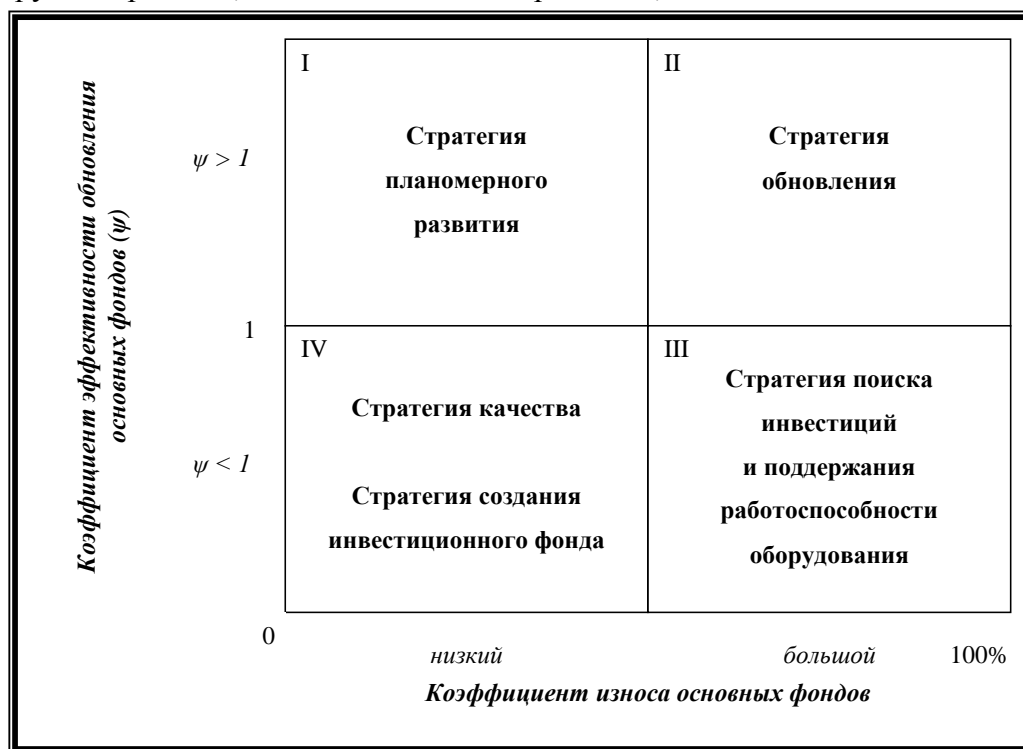 Коэффициент эффективности обновления
основных фондов (ψ)
ψ > 1
1
ψ < 1
0
I
Стратегия
планомерного
развития
II
Стратегия
обновления
IV
Стратегия качества
Стратегия создания
инвестиционного фонда
III
Стратегия поиска
инвестиций
и поддержания
работоспособности
оборудования
низкий
большой
100%
Коэффициент износа основных фондов